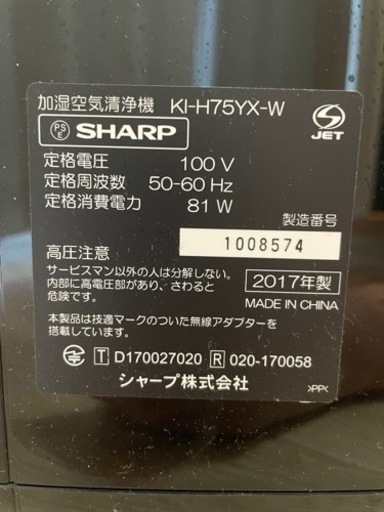 加湿空気清浄機 KI-H75YX-W
PS E SHARP
S JET
定格電圧 100 V
定格周波数 50-60 Hz
定格消費電力 81 W
製造番号
1008574
高圧注意
サービスマン以外の人は分解しない。
内部に高電圧部があり、さわると
危険です。
2017年製
MADE IN CHINA
本製品は技適マークのついた無線アダプターを
搭載しています。
T D170027020 R 020-170058
シャープ株式会社
>PP<